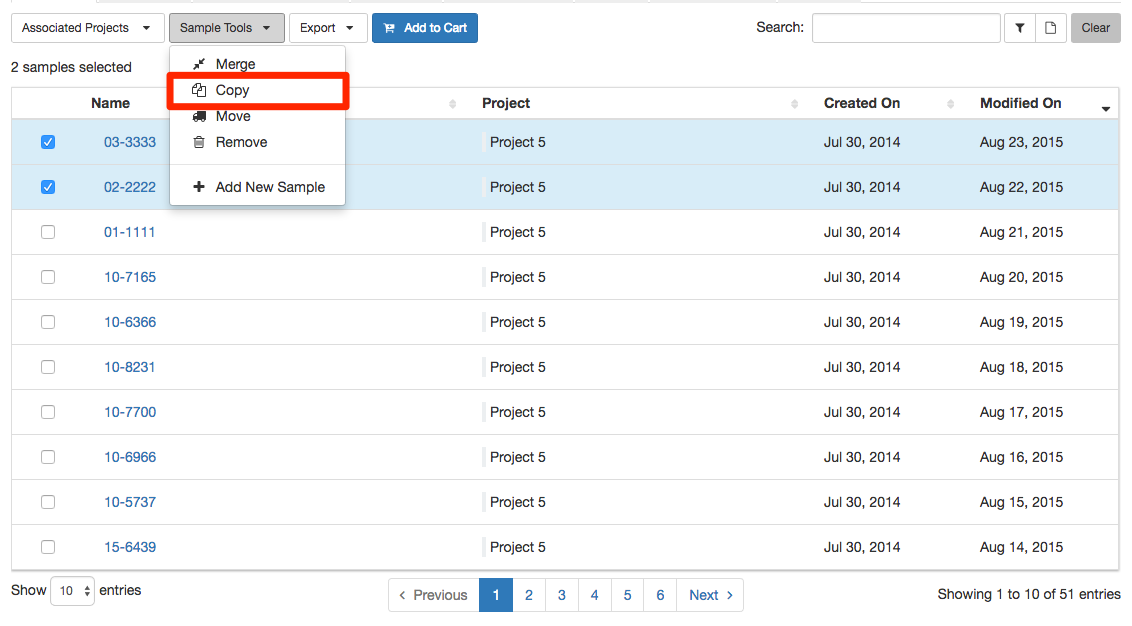 Associated Projects Sample Tools Export Add to Cart Search: Clear
2 samples selected
Merge
Copy
Move
Remove
Add New Sample
Name Project Created On Modified On
03-3333 Project 5 Jul 30, 2014 Aug 23, 2015
02-2222 Project 5 Jul 30, 2014 Aug 22, 2015
01-1111 Project 5 Jul 30, 2014 Aug 21, 2015
10-7165 Project 5 Jul 30, 2014 Aug 20, 2015
10-6366 Project 5 Jul 30, 2014 Aug 19, 2015
10-8231 Project 5 Jul 30, 2014 Aug 18, 2015
10-7700 Project 5 Jul 30, 2014 Aug 17, 2015
10-6966 Project 5 Jul 30, 2014 Aug 16, 2015
10-5737 Project 5 Jul 30, 2014 Aug 15, 2015
15-6439 Project 5 Jul 30, 2014 Aug 14, 2015
Show 10 entries Previous 1 2 3 4 5 6 Next Showing 1 to 10 of 51 entries